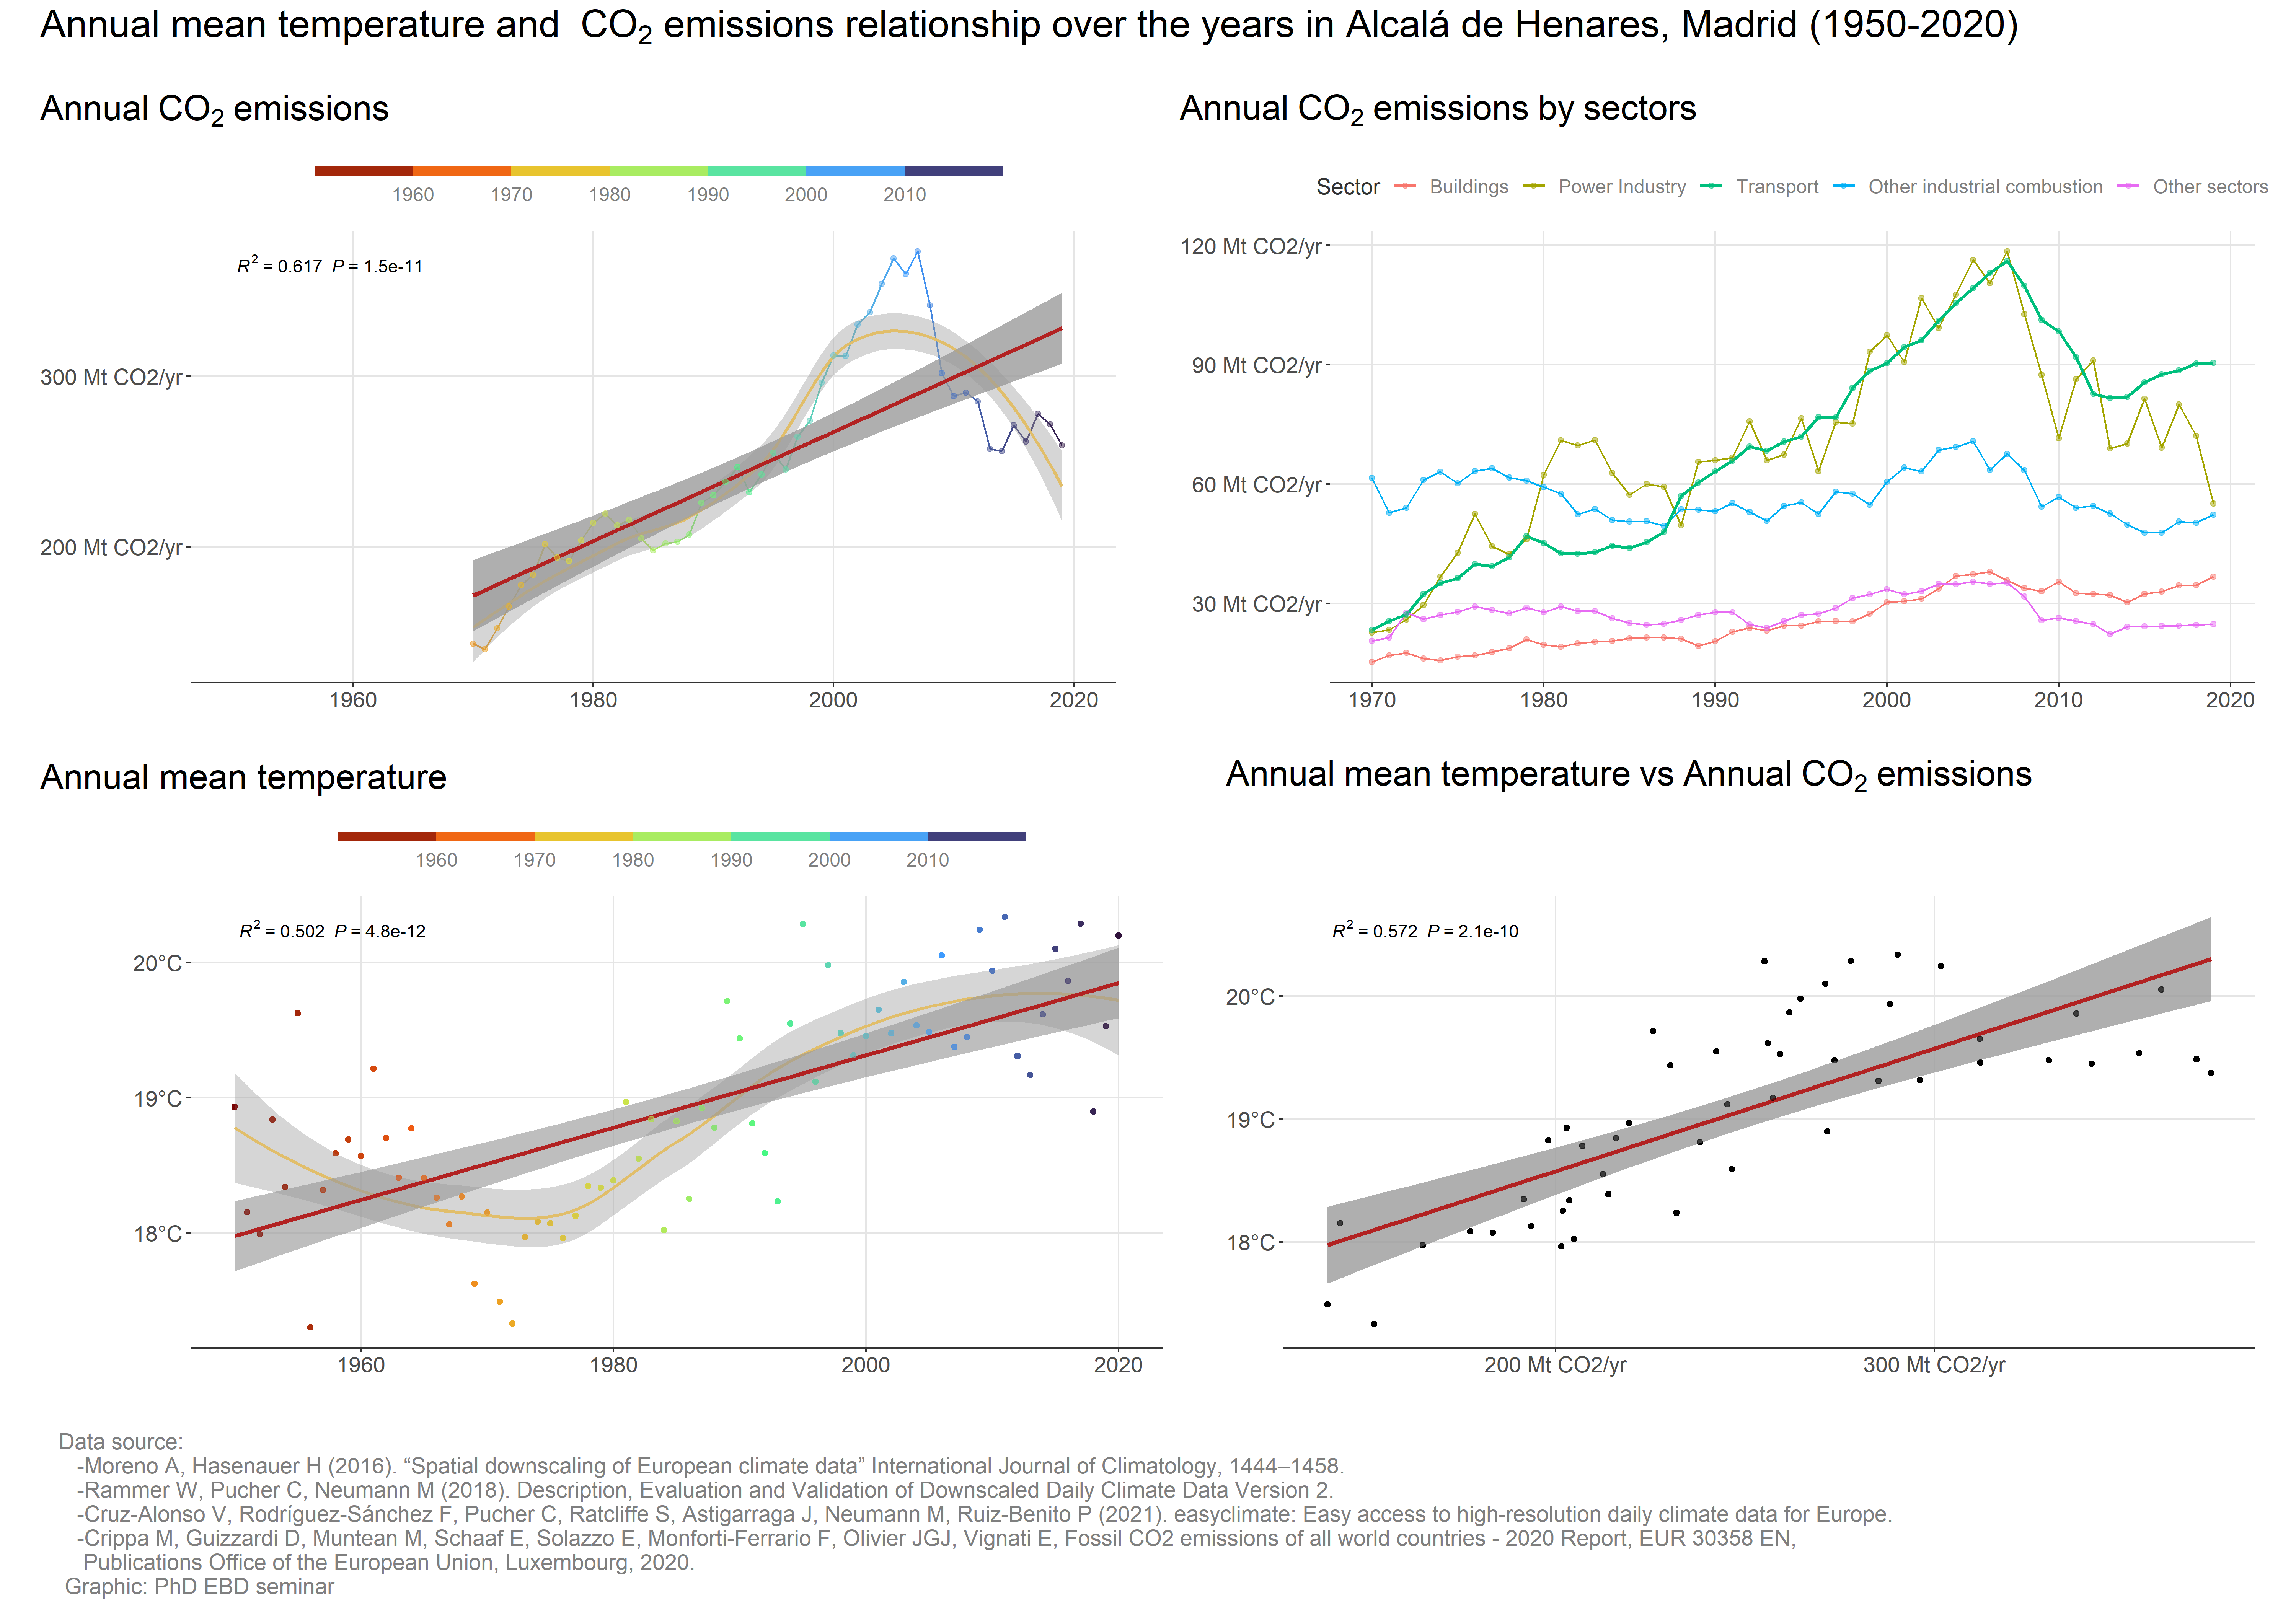 Annual mean temperature and  CO2 emissions relationship over the years in Alcalá de Henares, Madrid (1950-2020)
Annual CO2 emissions
1960 1970 1980 1990 2000 2010
R2 = 0.617  P = 1.5e-11
300 Mt CO2/yr
200 Mt CO2/yr
1960 1980 2000 2020
Annual CO2 emissions by sectors
Sector Buildings Power Industry Transport Other industrial combustion Other sectors
120 Mt CO2/yr
90 Mt CO2/yr
60 Mt CO2/yr
30 Mt CO2/yr
1970 1980 1990 2000 2010 2020
Annual mean temperature
1960 1970 1980 1990 2000 2010
R2 = 0.502  P = 4.8e-12
20°C
19°C
18°C
1960 1980 2000 2020
Annual mean temperature vs Annual CO2 emissions
R2 = 0.572  P = 2.1e-10
20°C
19°C
18°C
200 Mt CO2/yr 300 Mt CO2/yr
Data source:
-Moreno A, Hasenauer H (2016). “Spatial downscaling of European climate data” International Journal of Climatology, 1444–1458.
-Rammer W, Pucher C, Neumann M (2018). Description, Evaluation and Validation of Downscaled Daily Climate Data Version 2.
-Cruz-Alonso V, Rodríguez-Sánchez F, Pucher C, Ratcliffe S, Astigarraga J, Neumann M, Ruiz-Benito P (2021). easyclimate: Easy access to high-resolution daily climate data for Europe.
-Crippa M, Guizzardi D, Muntean M, Schaaf E, Solazzo E, Monforti-Ferrario F, Olivier JGJ, Vignati E, Fossil CO2 emissions of all world countries - 2020 Report, EUR 30358 EN,
Publications Office of the European Union, Luxembourg, 2020.
Graphic: PhD EBD seminar